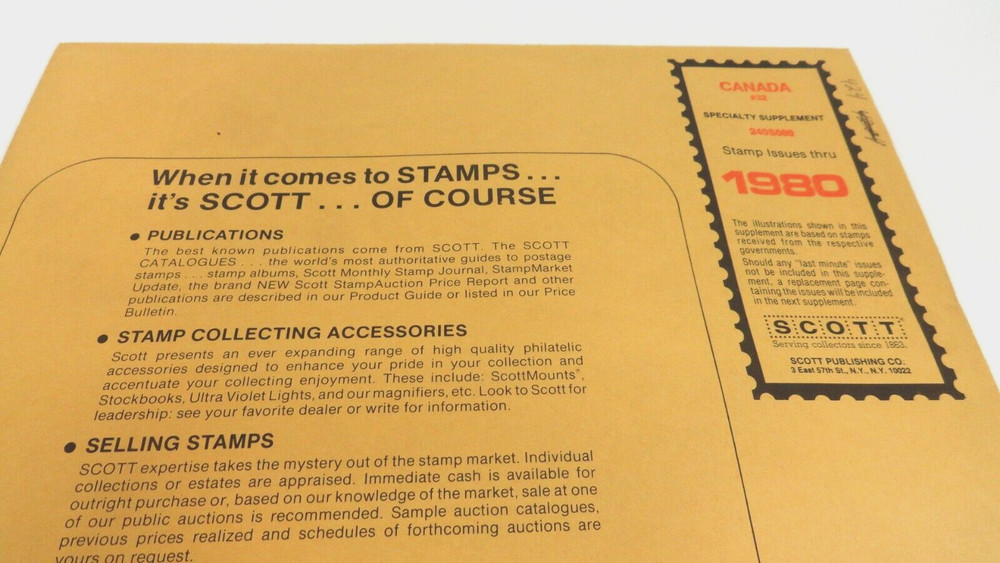 When it comes to STAMPS . . .
it's SCOTT . . . OF COURSE
● PUBLICATIONS
The best known publications come from SCOTT. The SCOTT
CATALOGUES . . . the world's most authoritative guides to postage
stamps . . . stamp albums, Scott Monthly Stamp Journal, StampMarket
Update, the brand NEW Scott StampAuction Price Report and other
publications are described in our Product Guide or listed in our Price
Bulletin.
● STAMP COLLECTING ACCESSORIES
Scott presents an ever expanding range of high quality philatelic
accessories designed to enhance your pride in your collection and
accentuate your collecting enjoyment. These include: ScottMounts®,
Stockbooks, Ultra Violet Lights, and our magnifiers, etc. Look to Scott for
leadership: see your favorite dealer or write for information.
● SELLING STAMPS
SCOTT expertise takes the mystery out of the stamp market. Individual
collections or estates are appraised. Immediate cash is available for
outright purchase or, based on our knowledge of the market, sale at one
of our public auctions is recommended. Sample auction catalogues,
previous prices realized and schedules of forthcoming auctions are
yours on request.
CANADA
#32
SPECIALTY SUPPLEMENT
240S080
Stamp Issues thru
1980
The illustrations shown in this
supplement are based on stamps
received from the respective
governments.
Should any "last minute" issues
not be included in this supple-
ment, a replacement page con-
taining the issues will be included
in the next supplement.
SCOTT®
Serving collectors since 1863.
SCOTT PUBLISHING CO.
3 East 57th St., N.Y., N.Y. 10022